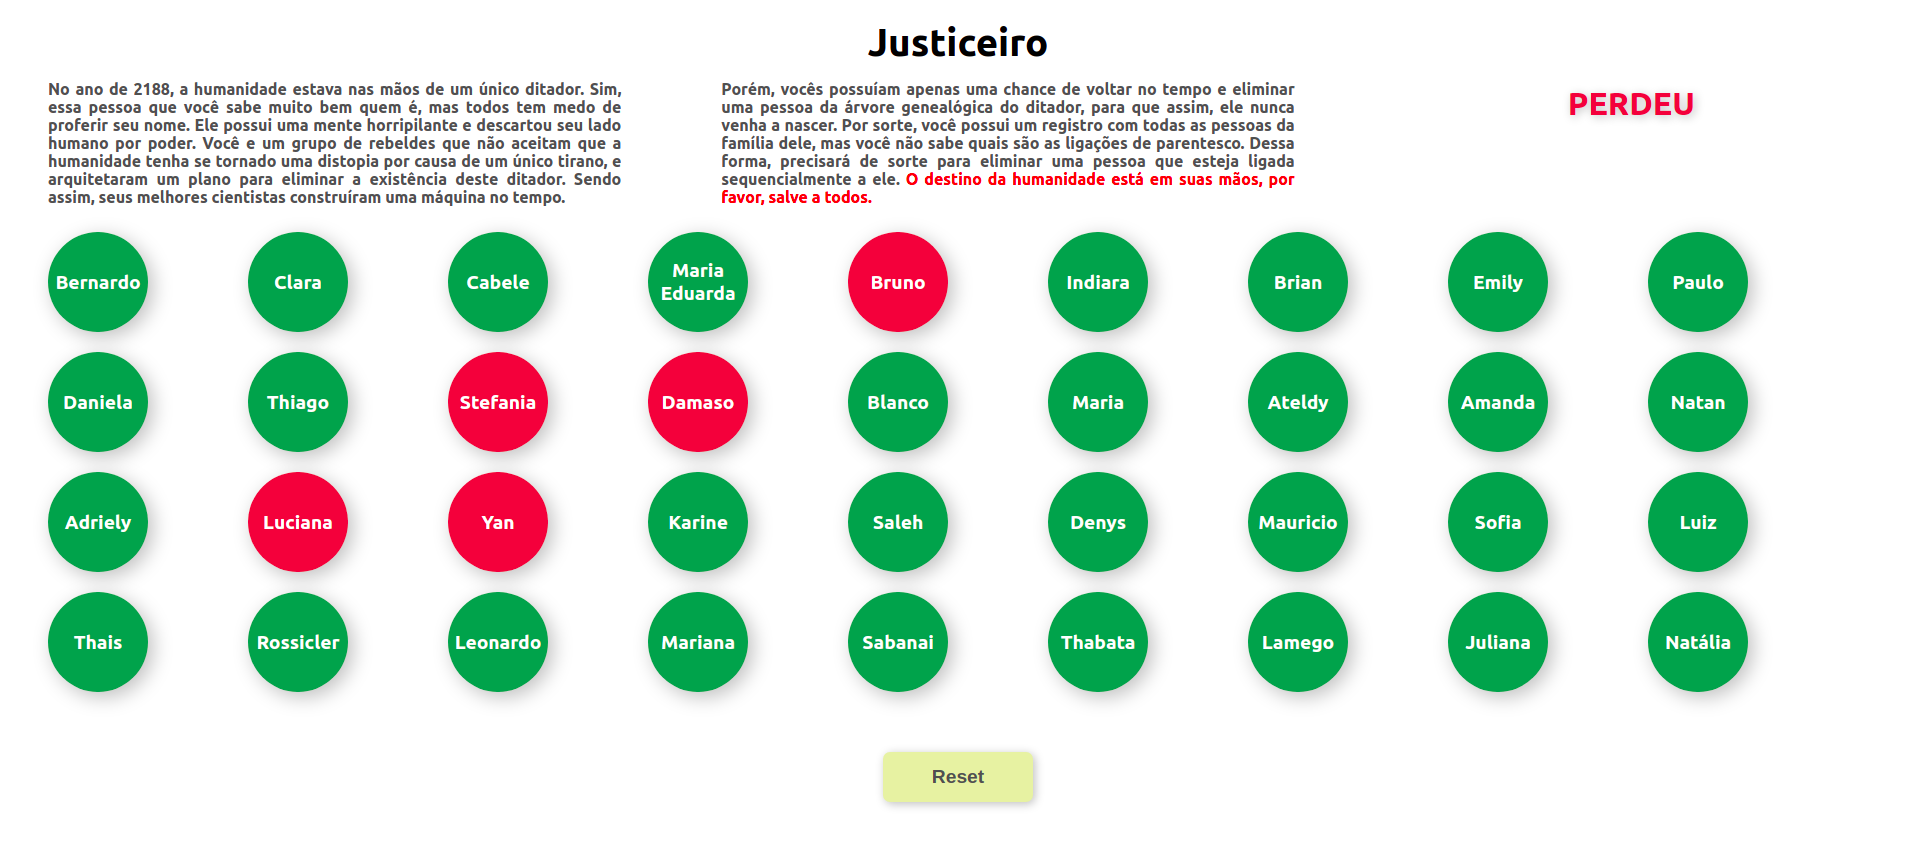 Justiceiro
No ano de 2188, a humanidade estava nas mãos de um único ditador. Sim,
essa pessoa que você sabe muito bem quem é, mas todos tem medo de
proferir seu nome. Ele possui uma mente horripilante e descartou seu lado
humano por poder. Você e um grupo de rebeldes que não aceitam que a
humanidade tenha se tornado uma distopia por causa de um único tirano, e
arquitetaram um plano para eliminar a existência deste ditador. Sendo
assim, seus melhores cientistas construíram uma máquina no tempo.
Porém, vocês possuíam apenas uma chance de voltar no tempo e eliminar
uma pessoa da árvore genealógica do ditador, para que assim, ele nunca
venha a nascer. Por sorte, você possui um registro com todas as pessoas da
família dele, mas você não sabe quais são as ligações de parentesco. Dessa
forma, precisará de sorte para eliminar uma pessoa que esteja ligada
sequencialmente a ele. O destino da humanidade está em suas mãos, por
favor, salve a todos.
PERDEU
Bernardo
Clara
Cabele
Maria
Eduarda
Bruno
Indiara
Brian
Emily
Paulo
Daniela
Thiago
Stefania
Damaso
Blanco
Maria
Ateldy
Amanda
Natan
Adriely
Luciana
Yan
Karine
Saleh
Denys
Mauricio
Sofia
Luiz
Thais
Rossicler
Leonardo
Mariana
Sabanai
Thabata
Lamego
Juliana
Natália
Reset